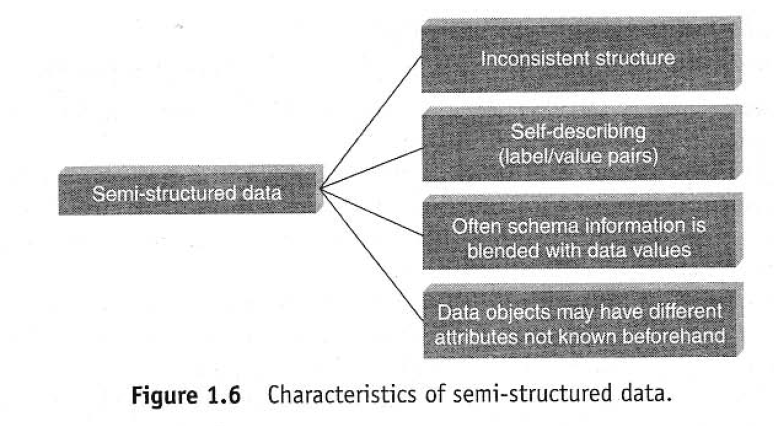 Inconsistent structure
Self-describing
(label/value pairs)
Semi-structured data
Often schema information is
blended with data values
Data objects may have different
attributes not known beforehand
Figure 1.6 Characteristics of semi-structured data.